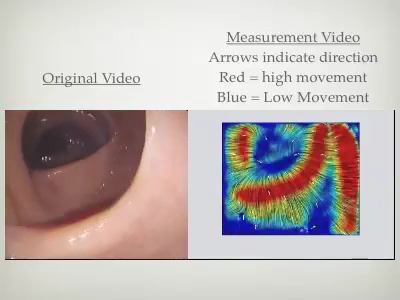 Original Video
Measurement Video
Arrows indicate direction
Red = high movement
Blue = Low Movement